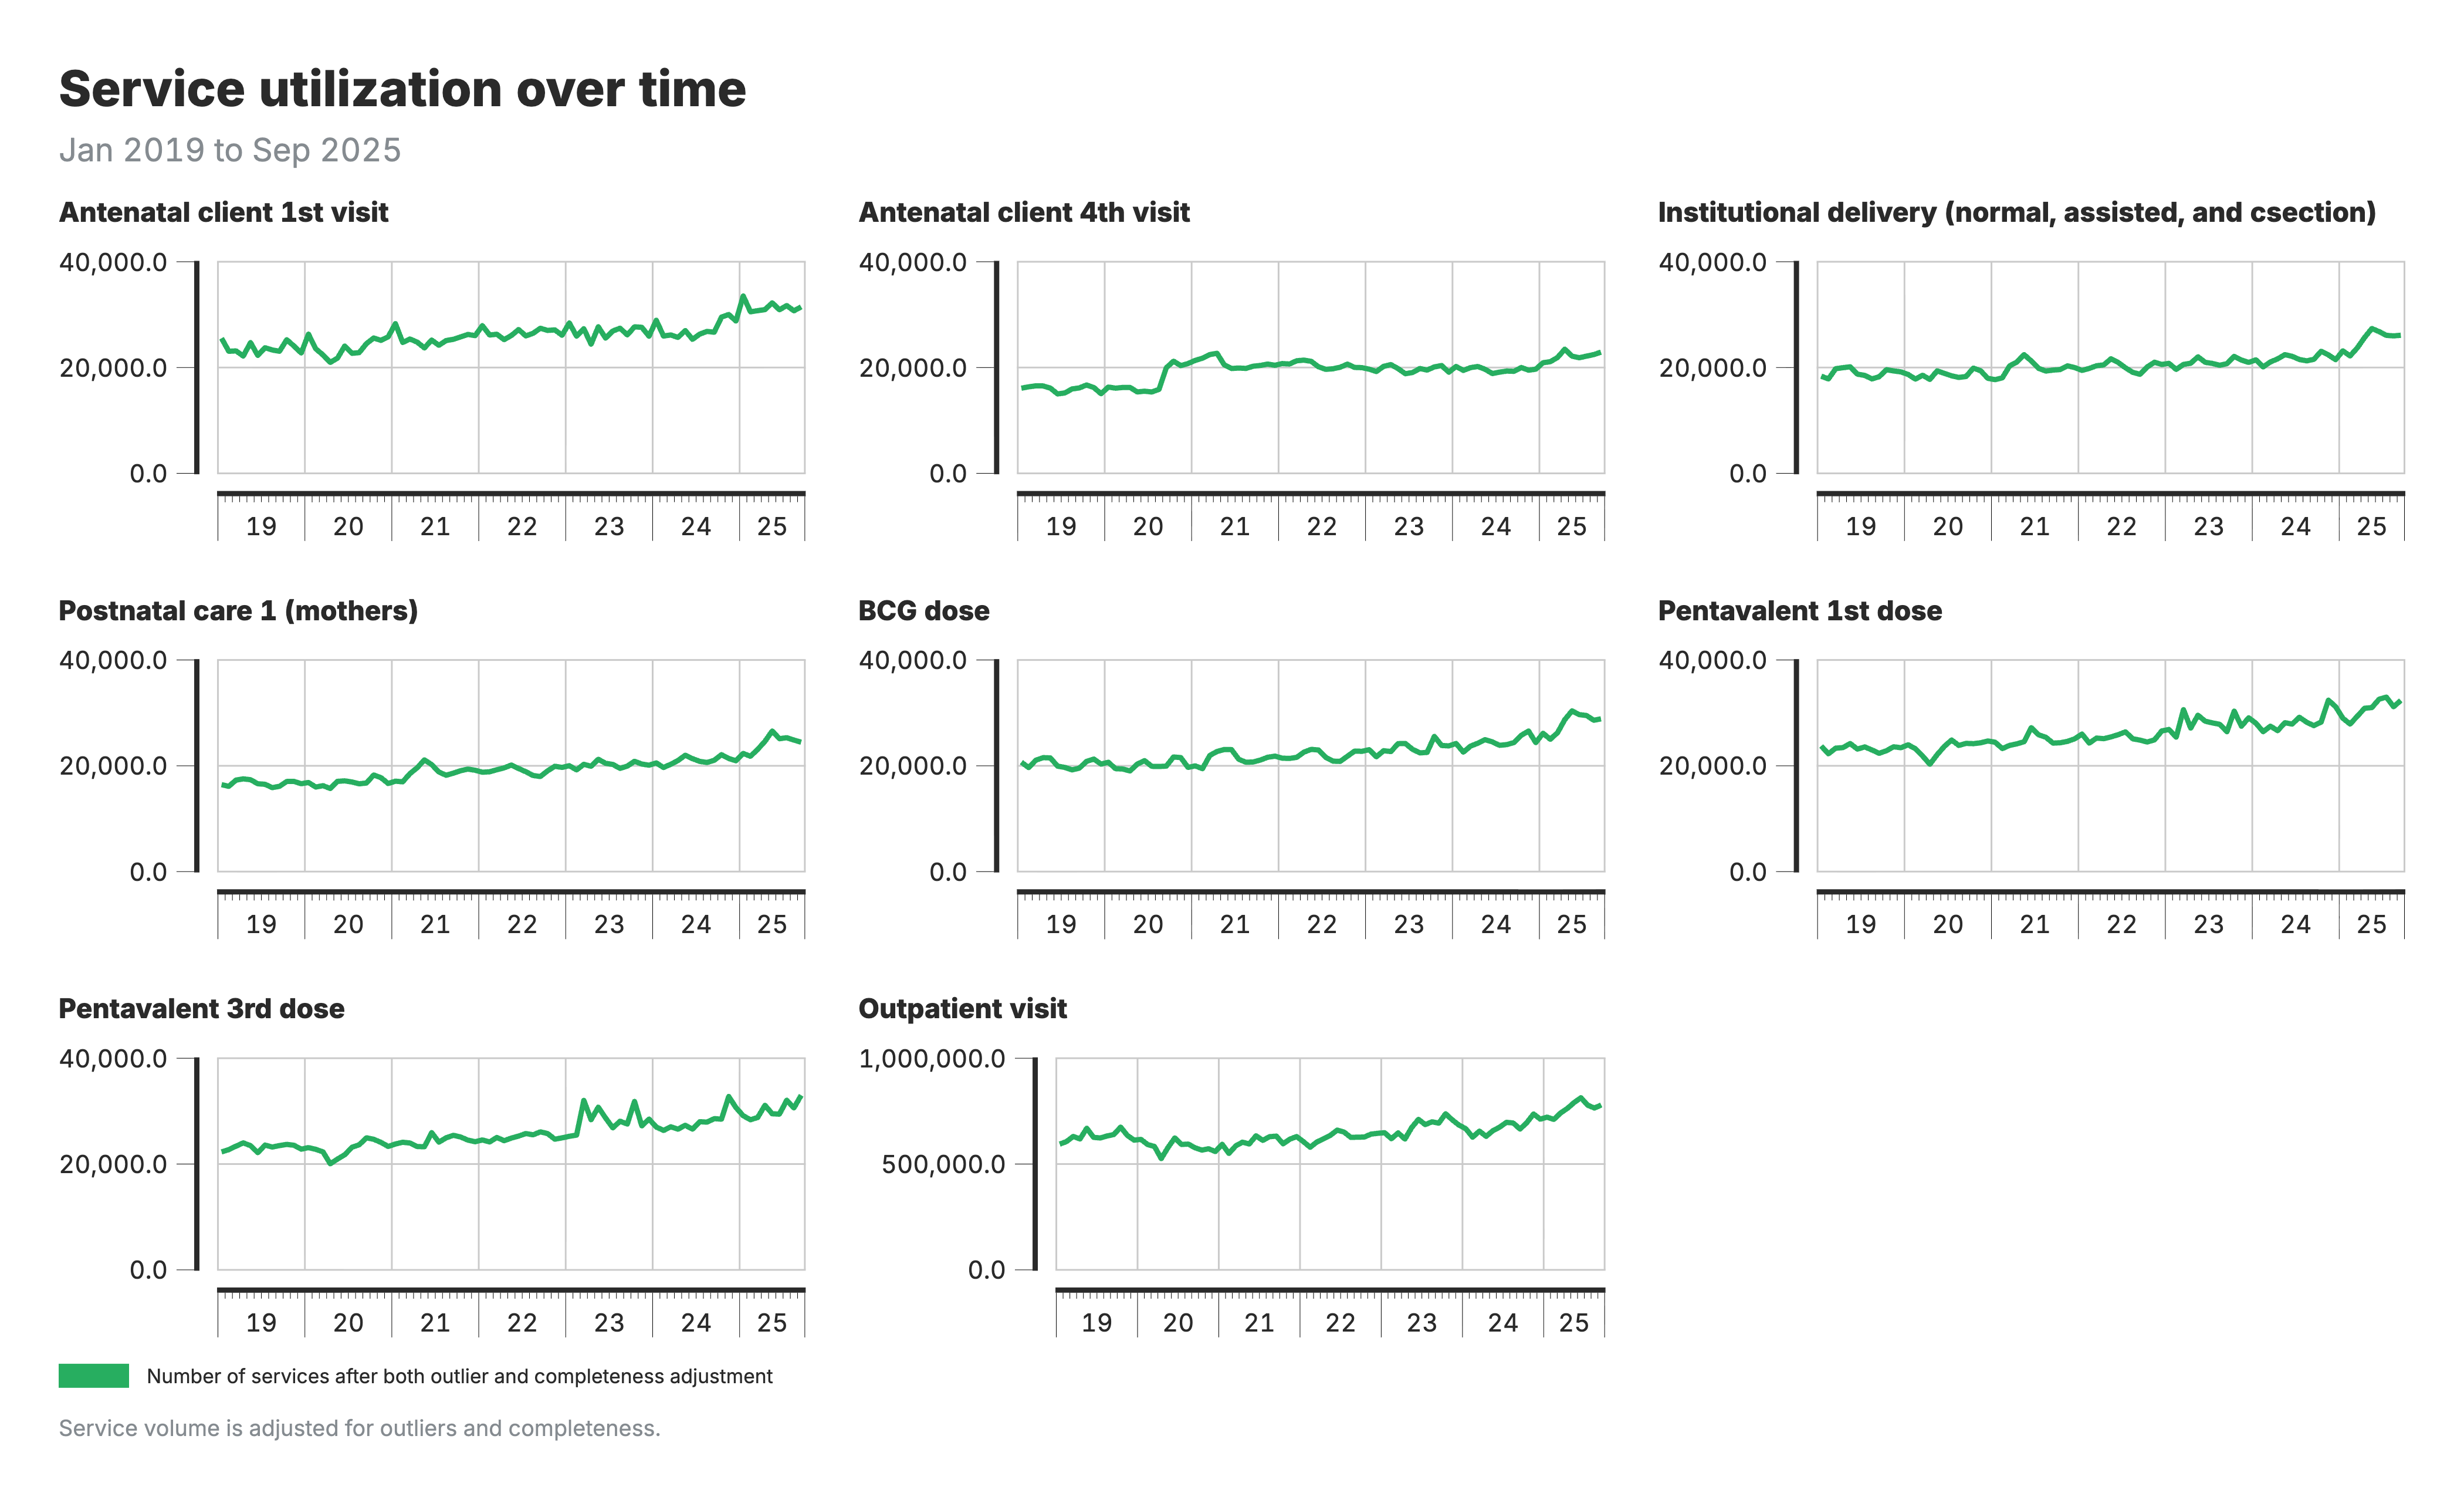 Service utilization over time
Jan 2019 to Sep 2025
Antenatal client 1st visit
40,000.0
20,000.0
0.0
19 20 21 22 23 24 25
Antenatal client 4th visit
40,000.0
20,000.0
0.0
19 20 21 22 23 24 25
Institutional delivery (normal, assisted, and csection)
40,000.0
20,000.0
0.0
19 20 21 22 23 24 25
Postnatal care 1 (mothers)
40,000.0
20,000.0
0.0
19 20 21 22 23 24 25
BCG dose
40,000.0
20,000.0
0.0
19 20 21 22 23 24 25
Pentavalent 1st dose
40,000.0
20,000.0
0.0
19 20 21 22 23 24 25
Pentavalent 3rd dose
40,000.0
20,000.0
0.0
19 20 21 22 23 24 25
Outpatient visit
1,000,000.0
500,000.0
0.0
19 20 21 22 23 24 25
Number of services after both outlier and completeness adjustment
Service volume is adjusted for outliers and completeness.